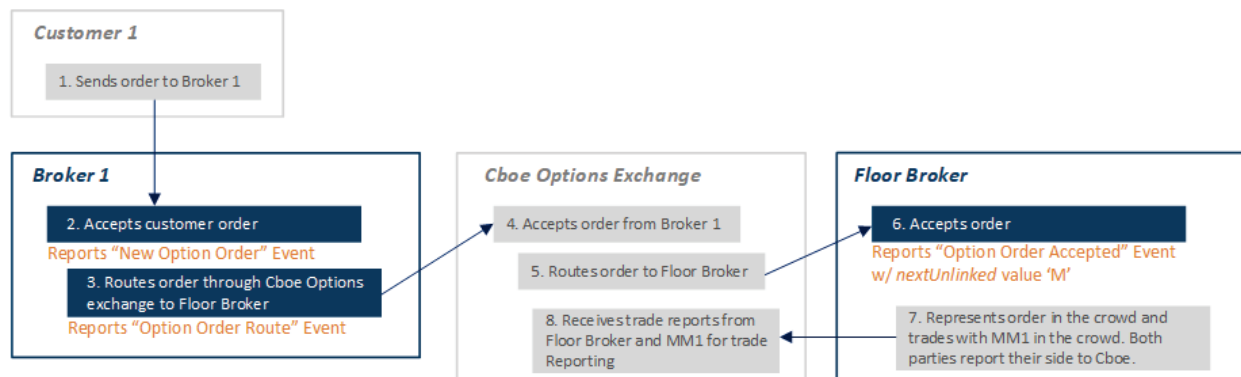 Customer 1
1. Sends order to Broker 1
Broker 1
2. Accepts customer order
Reports “New Option Order” Event
3. Routes order through Cboe Options
exchange to Floor Broker
Reports “Option Order Route” Event
Cboe Options Exchange
4. Accepts order from Broker 1
5. Routes order to Floor Broker
8. Receives trade reports from
Floor Broker and MM1 for trade
Reporting
Floor Broker
6. Accepts order
Reports “Option Order Accepted” Event
w/ nextUnlinked value ‘M’
7. Represents order in the crowd and
trades with MM1 in the crowd. Both
parties report their side to Cboe.